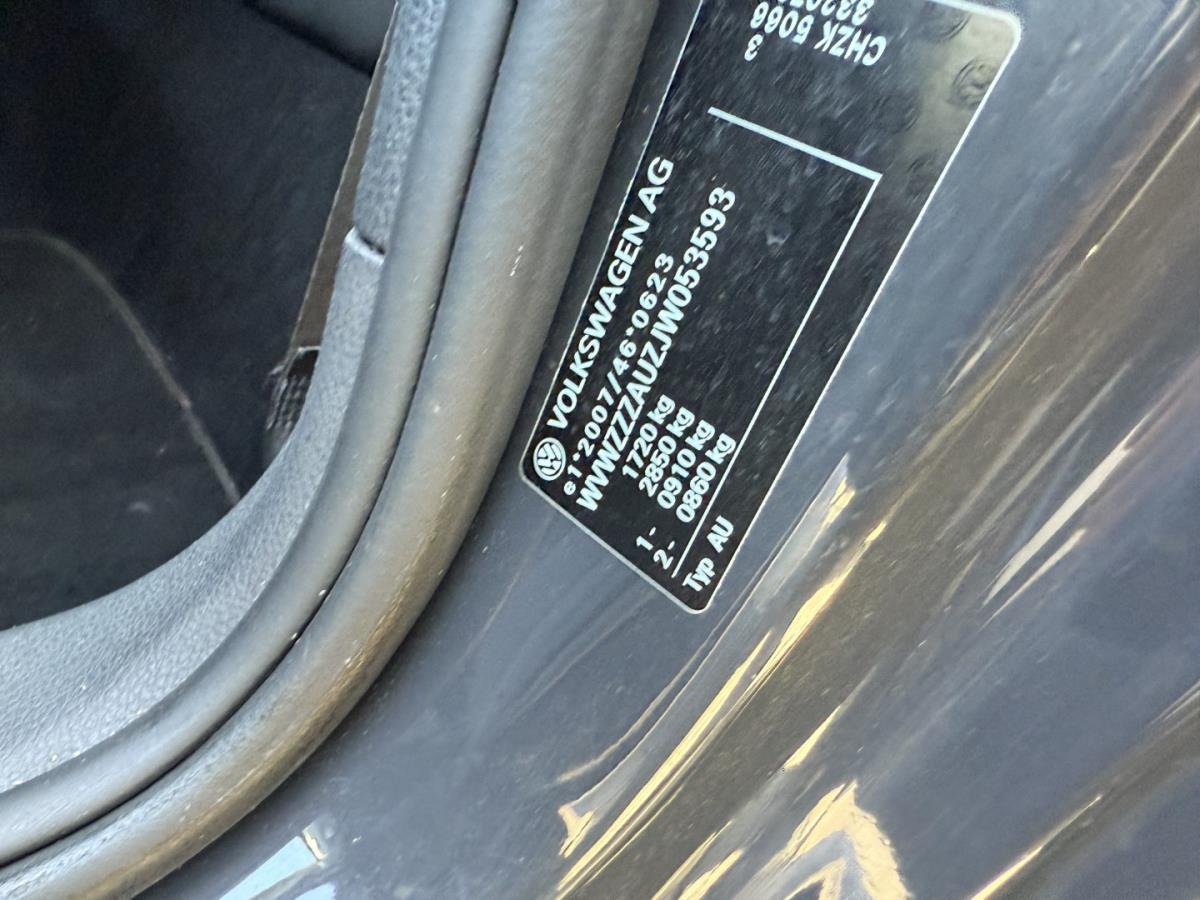 VOLKSWAGEN AG
e1*2007/46*0623
WVWZZZAUZJW053593
1720 kg
2850 kg
1- 0910 kg
2- 0860 kg
Typ AU
CHZK 5066
3